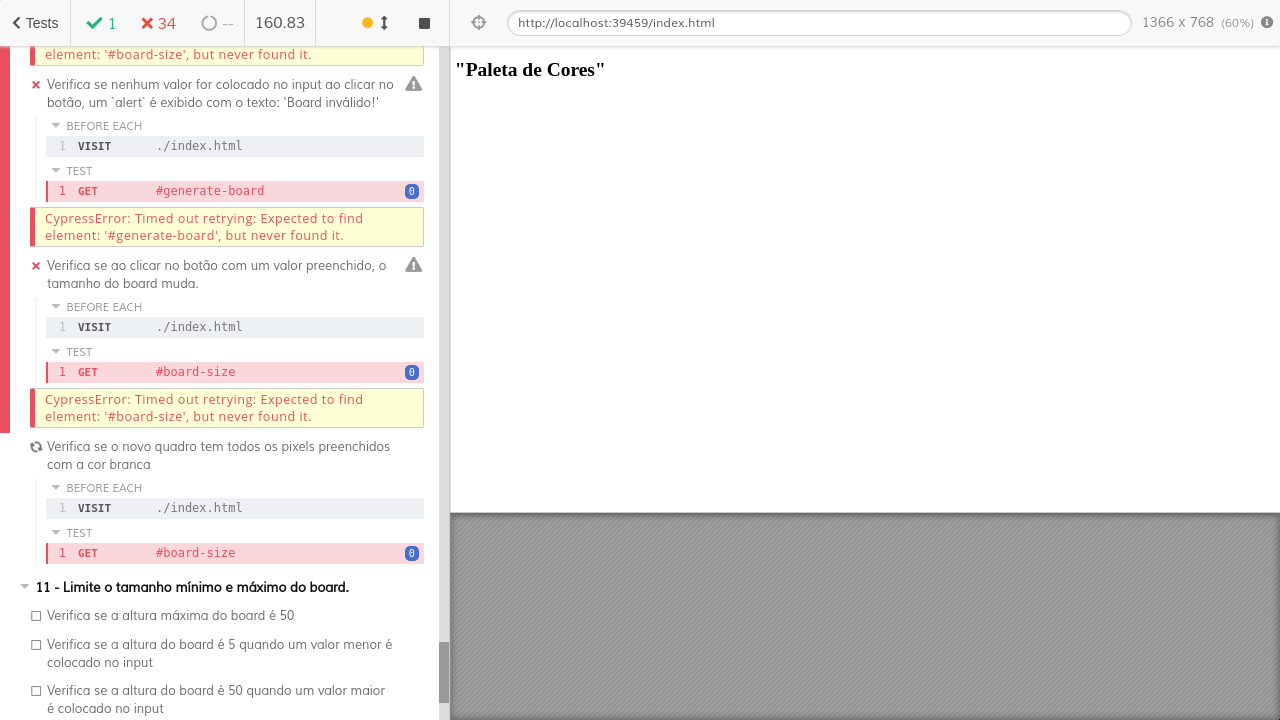 Tests
1
34
--
160.83
http://localhost:39459/index.html
1366 x 768 (60%)
element: '#board-size', but never found it.
Verifica se nenhum valor for colocado no input ao clicar no
botão, um `alert` é exibido com o texto: 'Board inválido!'
BEFORE EACH
1 VISIT ./index.html
TEST
1 GET #generate-board 0
CypressError: Timed out retrying: Expected to find
element: '#generate-board', but never found it.
Verifica se ao clicar no botão com um valor preenchido, o
tamanho do board muda.
BEFORE EACH
1 VISIT ./index.html
TEST
1 GET #board-size 0
CypressError: Timed out retrying: Expected to find
element: '#board-size', but never found it.
Verifica se o novo quadro tem todos os pixels preenchidos
com a cor branca
BEFORE EACH
1 VISIT ./index.html
TEST
1 GET #board-size 0
11 - Limite o tamanho mínimo e máximo do board.
Verifica se a altura máxima do board é 50
Verifica se a altura do board é 5 quando um valor menor é
colocado no input
Verifica se a altura do board é 50 quando um valor maior
é colocado no input
"Paleta de Cores"